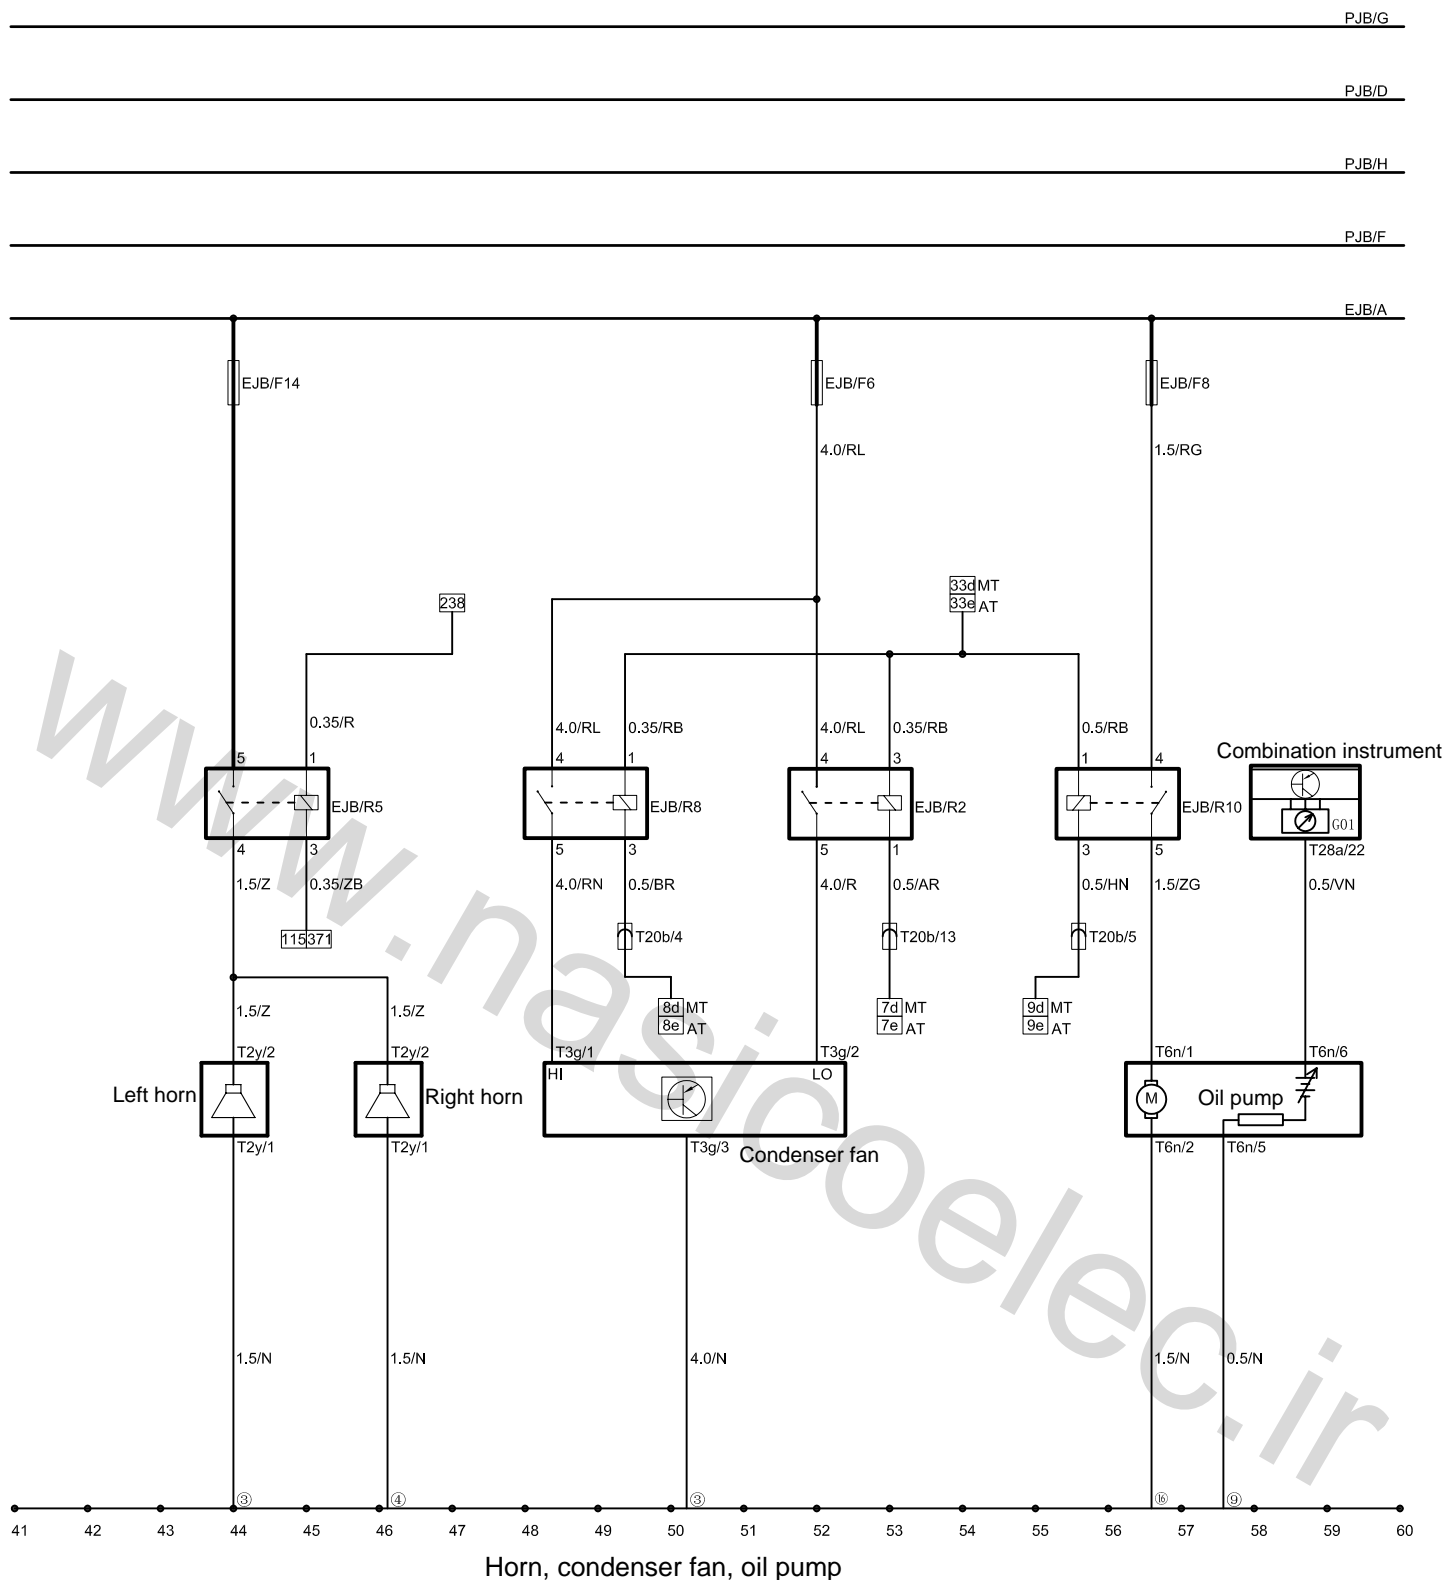 PJB/G
PJB/D
PJB/H
PJB/F
EJB/A
EJB/F14
EJB/F6
EJB/F8
4.0/RL
1.5/RG
238
33d MT
33e AT
0.35/R
4.0/RL
0.35/RB
4.0/RL
0.35/RB
0.5/RB
Combination instrument
5
1
4
1
4
3
1
4
EJB/R5
EJB/R8
EJB/R2
EJB/R10
G01
4
3
5
3
5
1
3
5
T28a/22
1.5/Z
0.35/ZB
4.0/RN
0.5/BR
4.0/R
0.5/AR
0.5/HN
1.5/ZG
0.5/VN
115 371
T20b/4
T20b/13
T20b/5
1.5/Z
1.5/Z
8d MT
8e AT
7d MT
7e AT
9d MT
9e AT
T2y/2
T2y/2
T3g/1
T3g/2
T6n/1
T6n/6
HI
LO
Left horn
Right horn
M
Oil pump
T2y/1
T2y/1
T3g/3
Condenser fan
T6n/2
T6n/5
1.5/N
1.5/N
4.0/N
1.5/N
0.5/N
③
④
③
⑯
⑨
41 42 43 44 45 46 47 48 49 50 51 52 53 54 55 56 57 58 59 60
Horn, condenser fan, oil pump
www.nasicoelec.ir